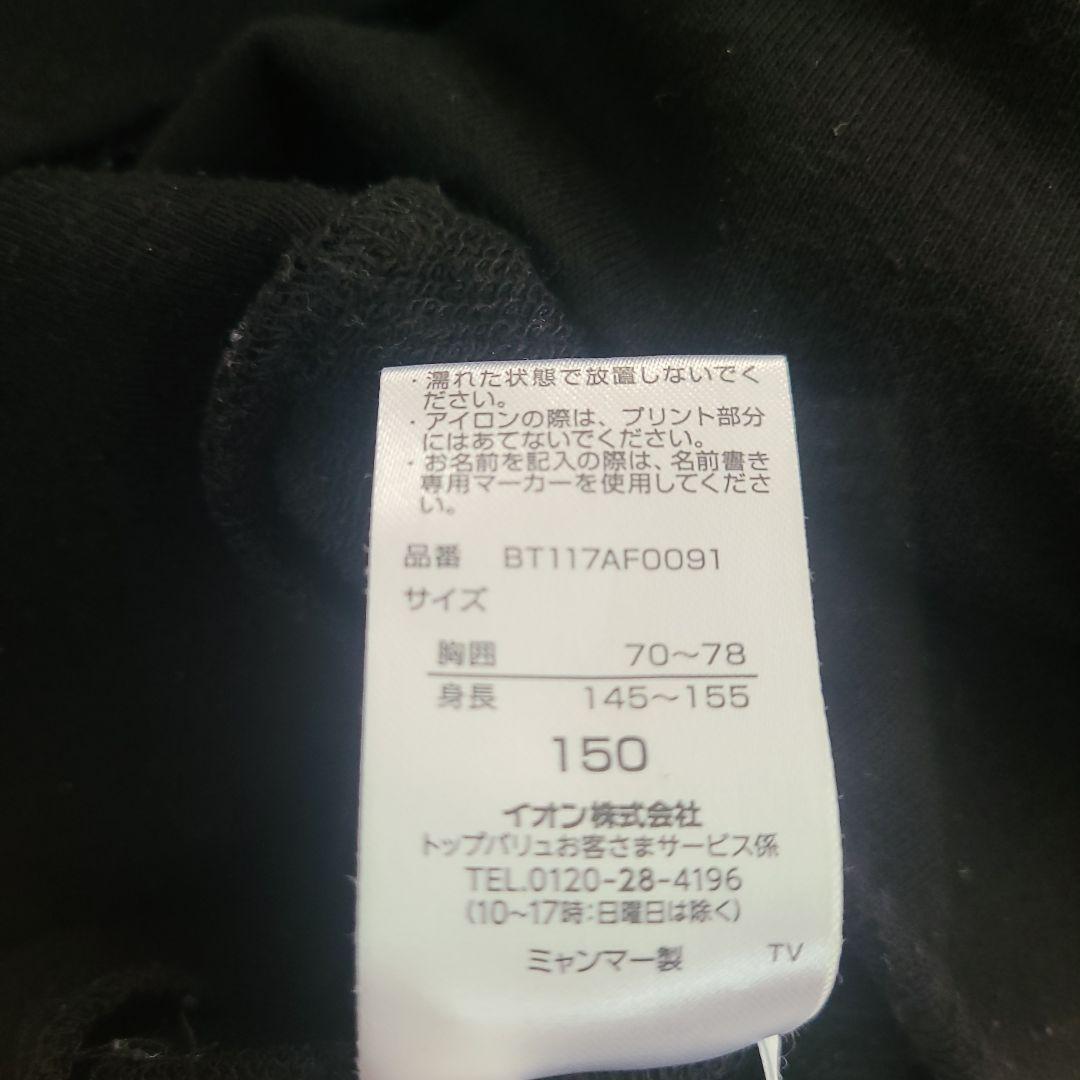 ・濡れた状態で放置しないでく
ださい。
・アイロンの際は、プリント部分
にはあてないでください。
・お名前を記入の際は、名前書き
専用マーカーを使用してくださ
い。
品番 BT117AF0091
サイズ
胸囲 70〜78
身長 145〜155
150
イオン株式会社
トップバリュお客さまサービス係
TEL.0120-28-4196
(10〜17時:日曜日は除く)
ミャンマー製 TV